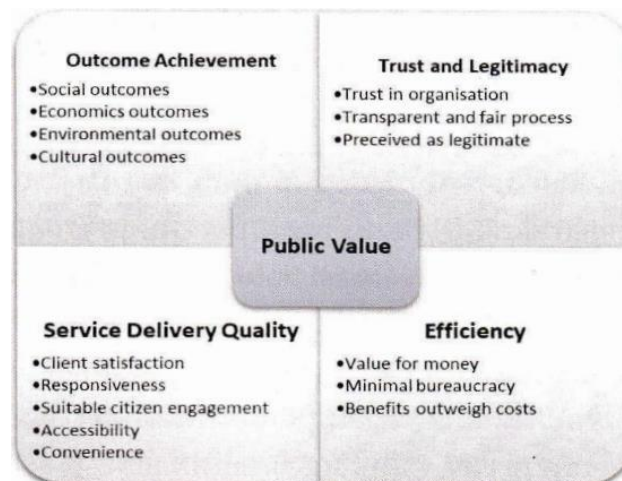 Outcome Achievement
•Social outcomes
•Economics outcomes
•Environmental outcomes
•Cultural outcomes
Trust and Legitimacy
•Trust in organisation
•Transparent and fair process
•Preceived as legitimate
Public Value
Service Delivery Quality
•Client satisfaction
•Responsiveness
•Suitable citizen engagement
•Accessibility
•Convenience
Efficiency
•Value for money
•Minimal bureaucracy
•Benefits outweigh costs